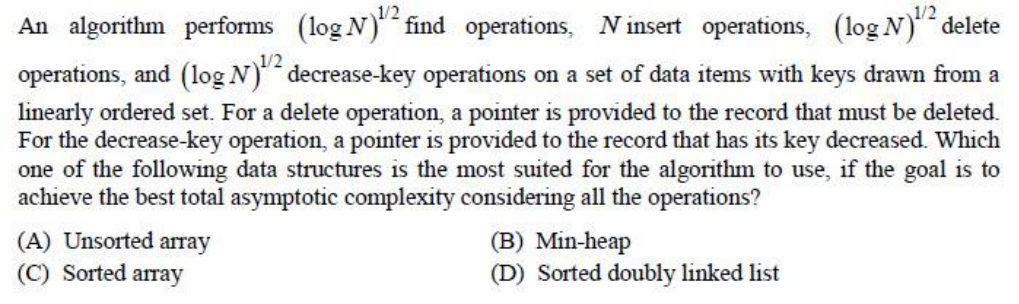 An algorithm performs (log N)^{1/2} find operations, N insert operations, (log N)^{1/2} delete
operations, and (log N)^{1/2} decrease-key operations on a set of data items with keys drawn from a
linearly ordered set. For a delete operation, a pointer is provided to the record that must be deleted.
For the decrease-key operation, a pointer is provided to the record that has its key decreased. Which
one of the following data structures is the most suited for the algorithm to use, if the goal is to
achieve the best total asymptotic complexity considering all the operations?
(A) Unsorted array (B) Min-heap
(C) Sorted array (D) Sorted doubly linked list